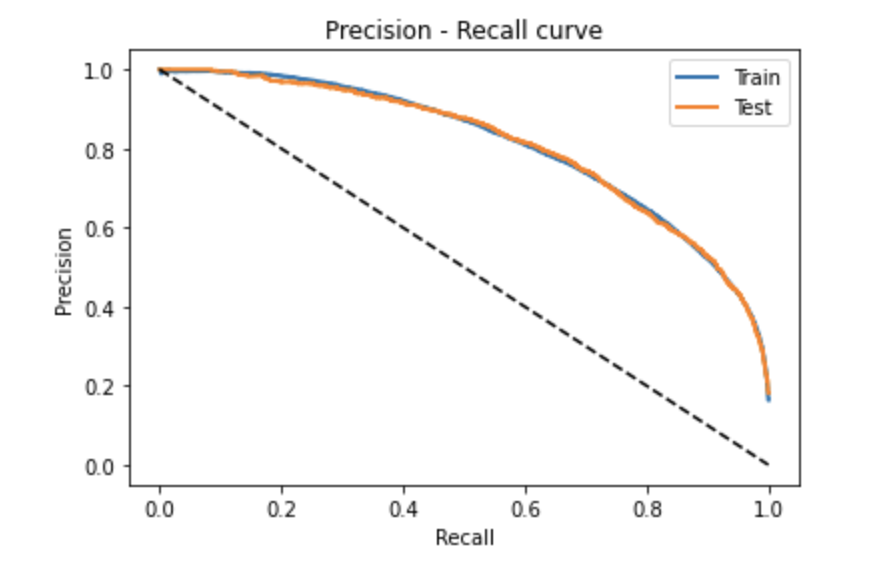 Precision - Recall curve
1.0
0.8
0.6
0.4
0.2
0.0
Precision
Train
Test
0.0 0.2 0.4 0.6 0.8 1.0
Recall